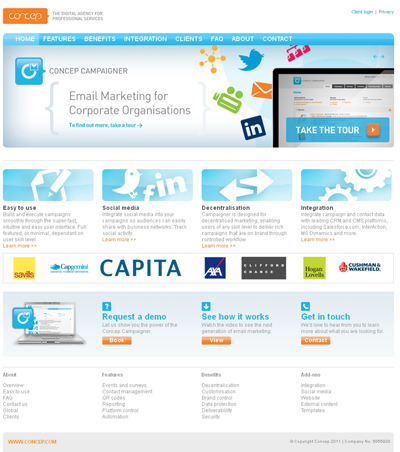 concep
THE DIGITAL AGENCY FOR
PROFESSIONAL SERVICES
Client login | Privacy
HOME FEATURES BENEFITS INTEGRATION CLIENTS FAQ ABOUT CONTACT
CONCEP CAMPAIGNER
Email Marketing for
Corporate Organisations
To find out more, take a tour
TAKE THE TOUR
Easy to use
Build and execute campaigns
smoothly through the super-fast,
intuitive and easy user interface. Full
featured, or minimal, dependant on
user skill level
Learn more >>
Social media
Integrate social media into your
campaigns so audiences can easily
share with business networks. Track
social activity.
Learn more >>
Decentralisation
Campaigner is designed for
decentralised marketing, enabling
users of any skill level to deliver rich
campaigns that are on brand through
controlled workflow
Learn more >>
Integration
Integrate campaign and contact data
with leading CRM and CMS platforms,
including Salesforce.com, InterAction,
MS Dynamics and more
Learn more >>
savills
Capgemini
CAPITA
AXA
CLIFFORD
CHANCE
Hogan
Lovells
CUSHMAN &
WAKEFIELD
Request a demo
Let us show you the power of the
Concep Campaigner.
Book
See how it works
Watch the video to see the next
generation of email marketing.
View
Get in touch
We'd love to hear from you to learn
more about what you are looking for.
Contact
About
Overview
Easy to use
FAQ
Contact us
Global
Clients
Features
Events and surveys
Contact management
QR codes
Reporting
Platform control
Automation
Benefits
Decentralisation
Customisation
Brand control
Data protection
Deliverability
Security
Add-ons
Integration
Social media
Website
External content
Templates
WWW.CONCEP.COM
© Copyright Concep 2011 | Company No.